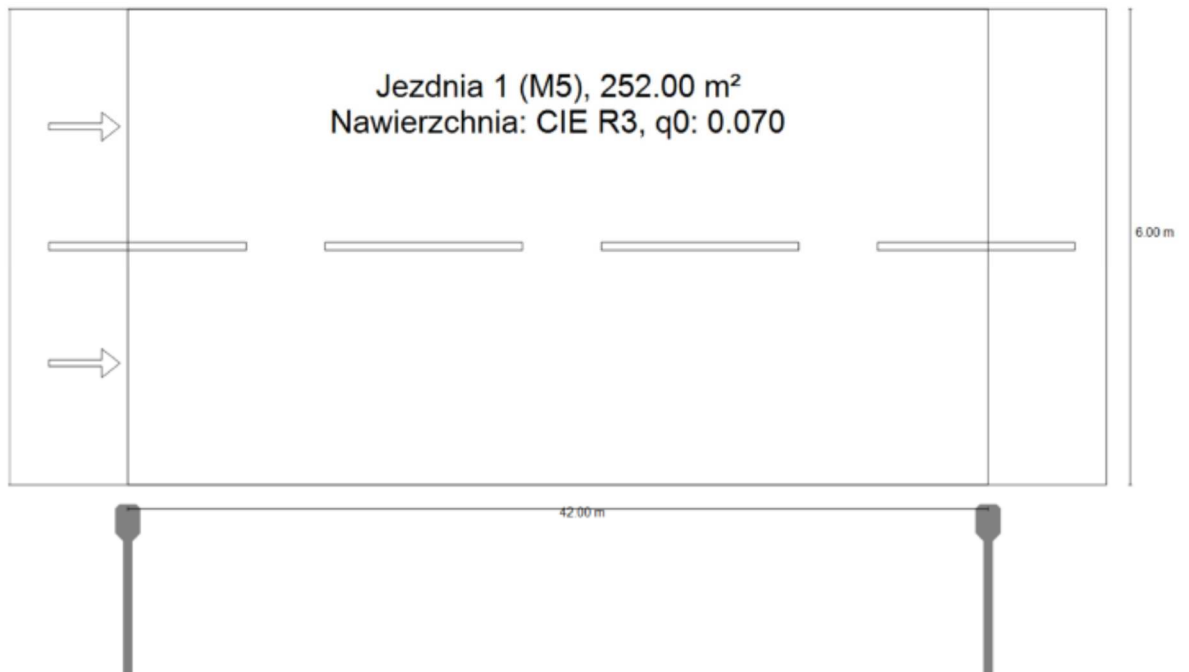 Jezdnia 1 (M5), 252.00 m²
Nawierzchnia: CIE R3, q0: 0.070
6.00 m
42.00 m